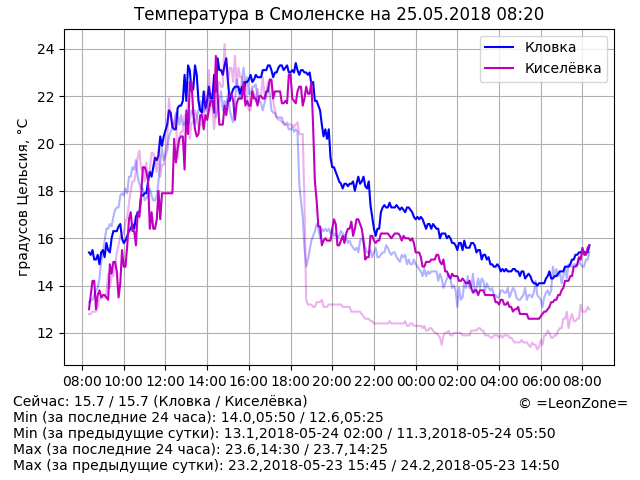 Температура в Смоленске на 25.05.2018 08:20
градусов Цельсия, °C
24
22
20
18
16
14
12
Кловка
Киселёвка
08:00 10:00 12:00 14:00 16:00 18:00 20:00 22:00 00:00 02:00 04:00 06:00 08:00
Сейчас: 15.7 / 15.7 (Кловка / Киселёвка)
© =LeonZone=
Min (за последние 24 часа): 14.0,05:50 / 12.6,05:25
Min (за предыдущие сутки): 13.1,2018-05-24 02:00 / 11.3,2018-05-24 05:50
Max (за последние 24 часа): 23.6,14:30 / 23.7,14:25
Max (за предыдущие сутки): 23.2,2018-05-23 15:45 / 24.2,2018-05-23 14:50